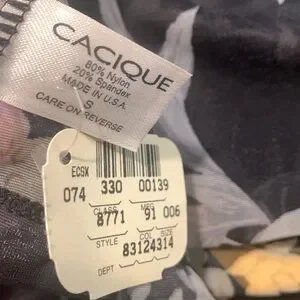 CACIQUE
80% Nylon
20% Spandex
MADE IN U.S.A.
S
CARE ON REVERSE
ECSK
074 330 00139
CLASS MFG
8771 91 006
STYLE COL SIZE
83124314
DEPT